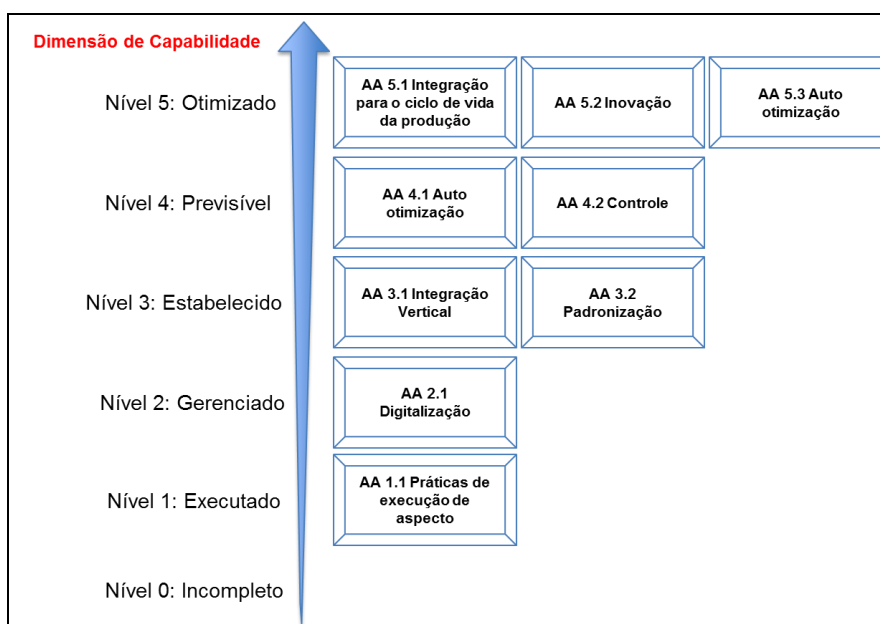 Dimensão de Capabilidade
Nível 5: Otimizado
AA 5.1 Integração
para o ciclo de vida
da produção
AA 5.2 Inovação
AA 5.3 Auto
otimização
Nível 4: Previsível
AA 4.1 Auto
otimização
AA 4.2 Controle
Nível 3: Estabelecido
AA 3.1 Integração
Vertical
AA 3.2
Padronização
Nível 2: Gerenciado
AA 2.1
Digitalização
Nível 1: Executado
AA 1.1 Práticas de
execução de
aspecto
Nível 0: Incompleto